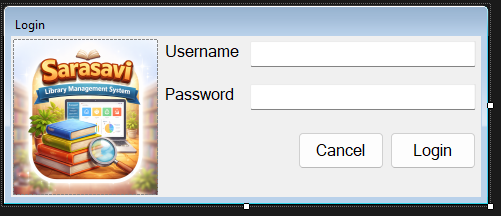 Login
Sarasavi
Library Management System
Username
Password
Cancel
Login